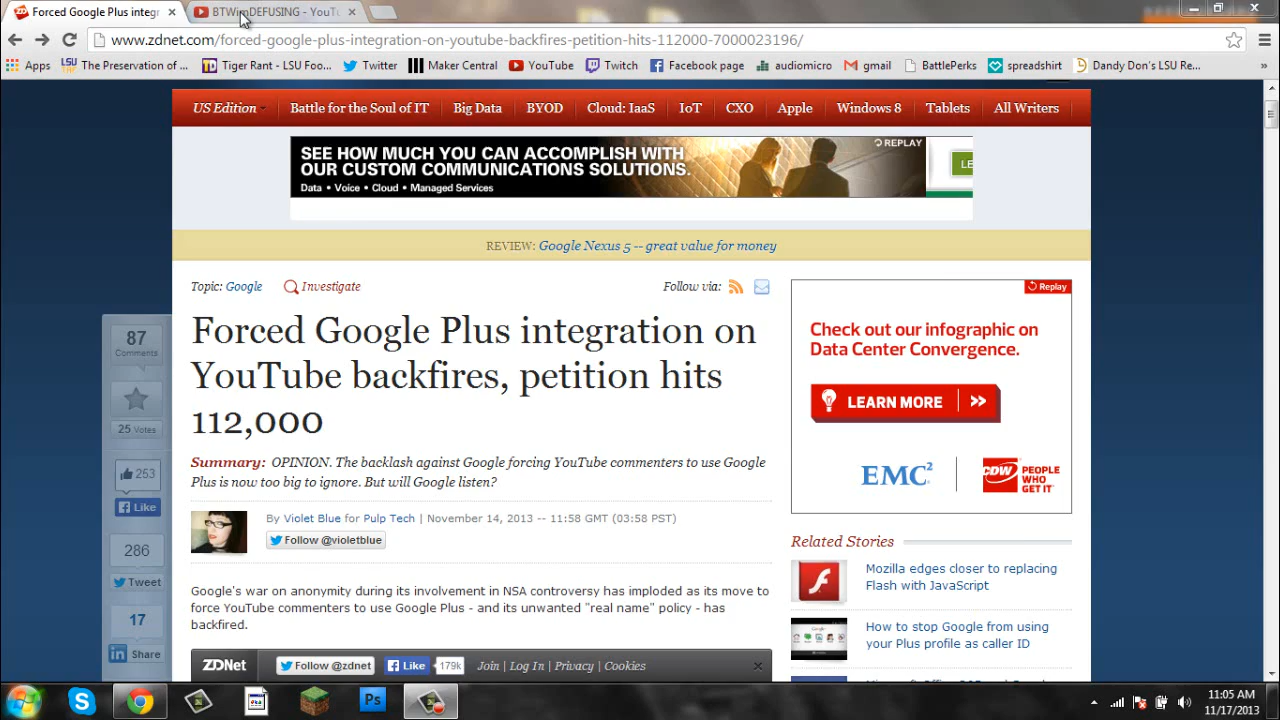 Forced Google Plus integr
BTWimDEFUSING - YouTu
www.zdnet.com/forced-google-plus-integration-on-youtube-backfires-petition-hits-112000-7000023196/
Apps
The Preservation of ...
Tiger Rant - LSU Foo...
Twitter
Maker Central
YouTube
Twitch
Facebook page
audiomicro
gmail
BattlePerks
spreadshirt
Dandy Don's LSU Re...
»
US Edition
Battle for the Soul of IT
Big Data
BYOD
Cloud: IaaS
IoT
CXO
Apple
Windows 8
Tablets
All Writers
SEE HOW MUCH YOU CAN ACCOMPLISH WITH
OUR CUSTOM COMMUNICATIONS SOLUTIONS.
Data • Voice • Cloud • Managed Services
REPLAY
LE
REVIEW: Google Nexus 5 -- great value for money
Topic: Google
Investigate
Follow via:
Forced Google Plus integration on
YouTube backfires, petition hits
112,000
Summary: OPINION. The backlash against Google forcing YouTube commenters to use Google
Plus is now too big to ignore. But will Google listen?
By Violet Blue for Pulp Tech | November 14, 2013 -- 11:58 GMT (03:58 PST)
Follow @violetblue
Google's war on anonymity during its involvement in NSA controversy has imploded as its move to
force YouTube commenters to use Google Plus - and its unwanted "real name" policy - has
backfired.
87
Comments
25 Votes
253
Like
286
Tweet
17
Share
Replay
Check out our infographic on
Data Center Convergence.
LEARN MORE
»
EMC²
CDW
PEOPLE
WHO
GET IT
Related Stories
Mozilla edges closer to replacing
Flash with JavaScript
How to stop Google from using
your Plus profile as caller ID
ZDNet
Follow @zdnet
Like
179k
Join | Log In | Privacy | Cookies
11:05 AM
11/17/2013